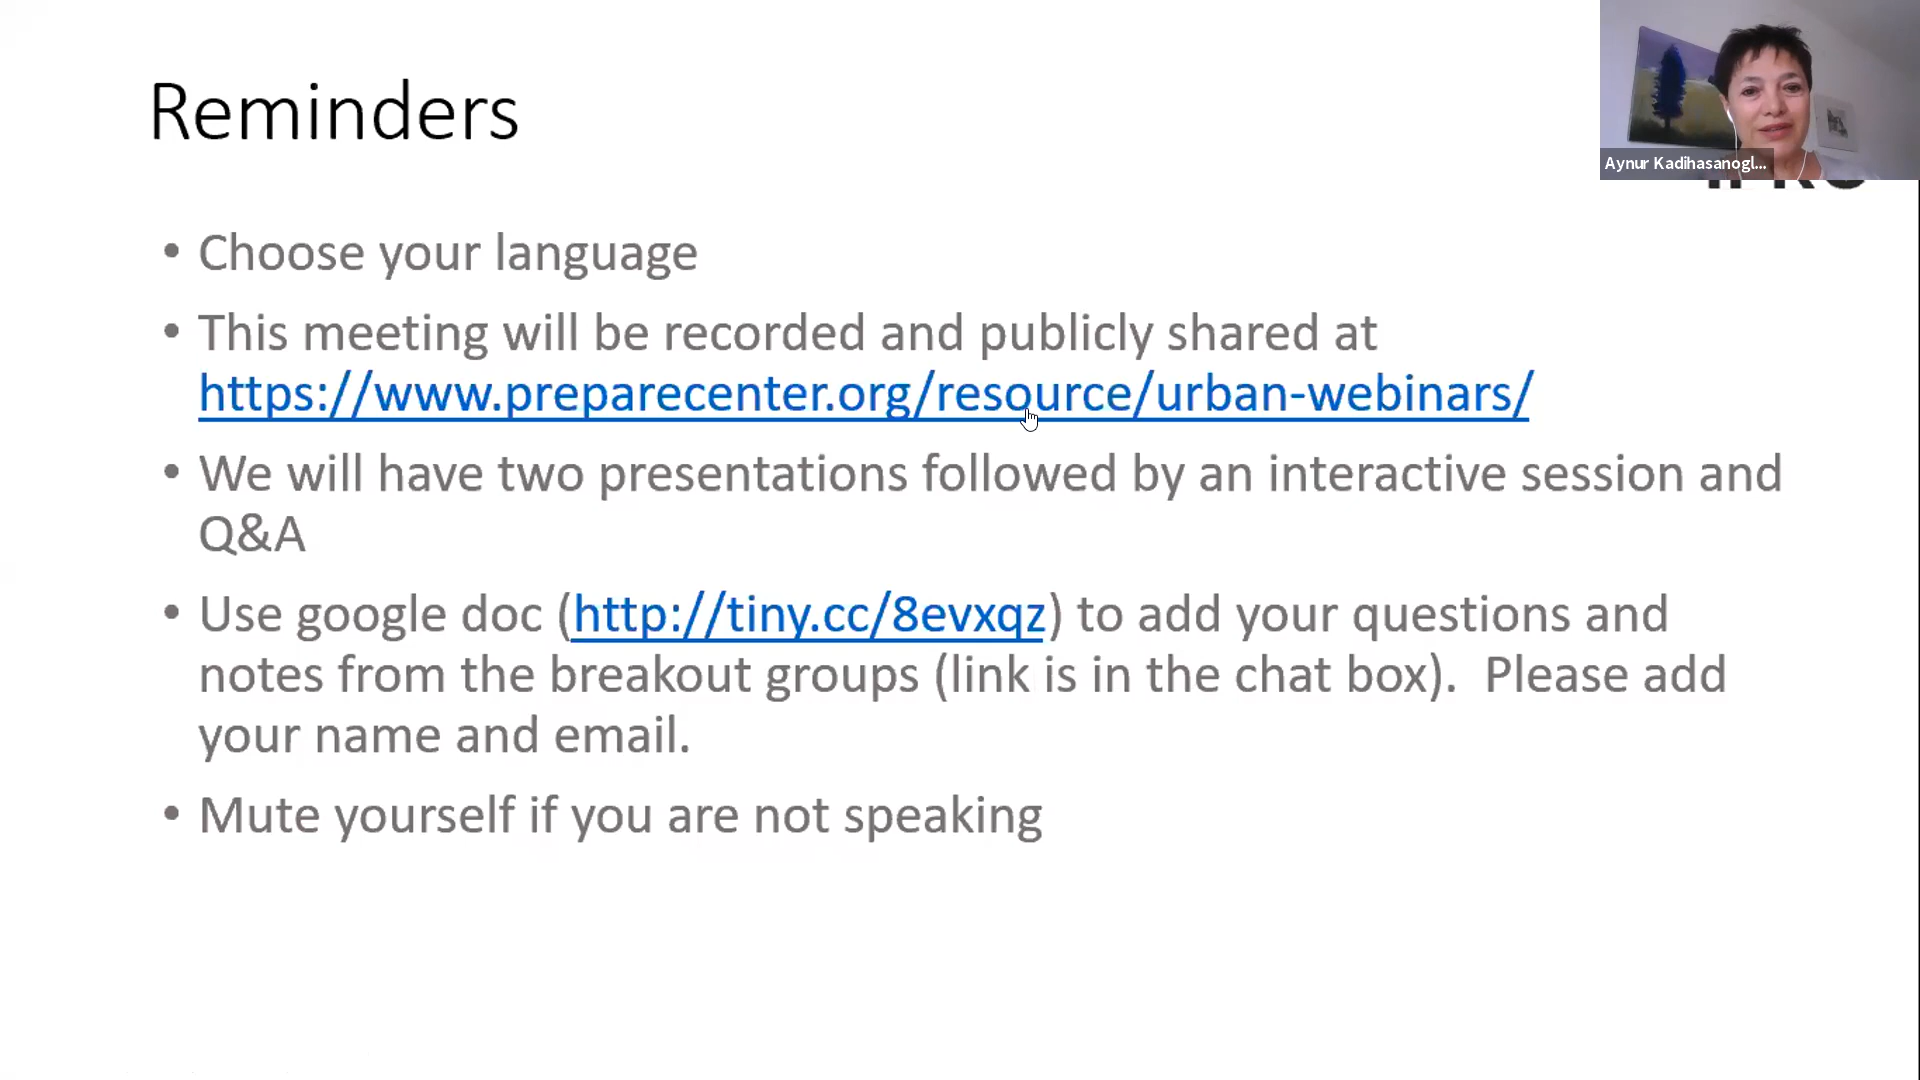 Reminders
Aynur Kadihasanogl...
• Choose your language
• This meeting will be recorded and publicly shared at
https://www.preparecenter.org/resource/urban-webinars/
• We will have two presentations followed by an interactive session and
Q&A
• Use google doc (http://tiny.cc/8evxqz) to add your questions and
notes from the breakout groups (link is in the chat box).  Please add
your name and email.
• Mute yourself if you are not speaking